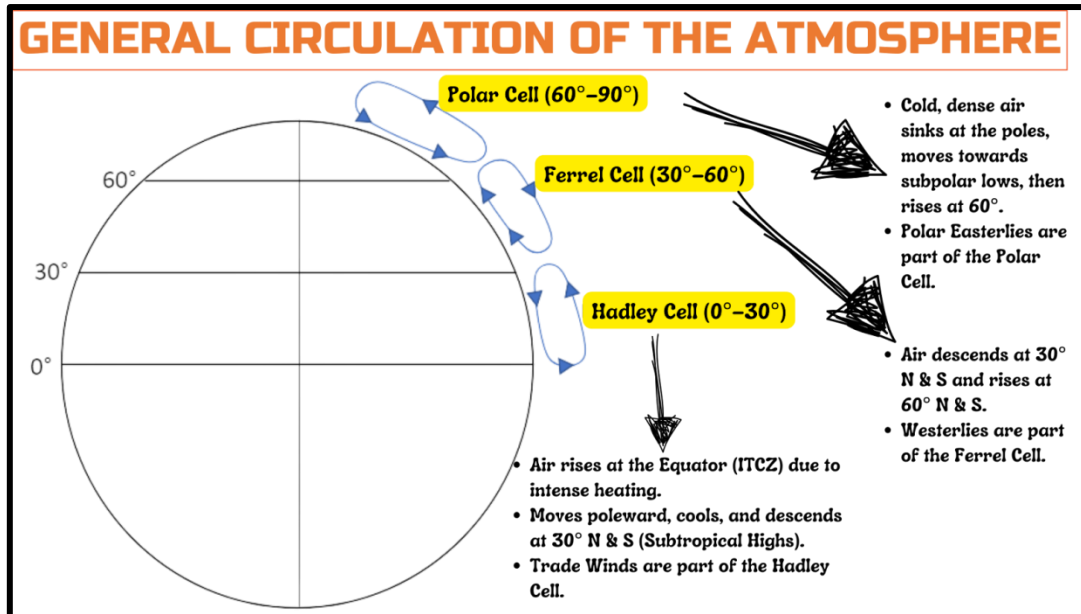 GENERAL CIRCULATION OF THE ATMOSPHERE
Polar Cell (60°–90°)
• Cold, dense air
sinks at the poles,
moves towards
subpolar lows, then
rises at 60°.
• Polar Easterlies are
part of the Polar
Cell.
60°
Ferrel Cell (30°–60°)
30°
Hadley Cell (0°–30°)
0°
• Air descends at 30°
N & S and rises at
60° N & S.
• Westerlies are part
of the Ferrel Cell.
• Air rises at the Equator (ITCZ) due to
intense heating.
• Moves poleward, cools, and descends
at 30° N & S (Subtropical Highs).
• Trade Winds are part of the Hadley
Cell.